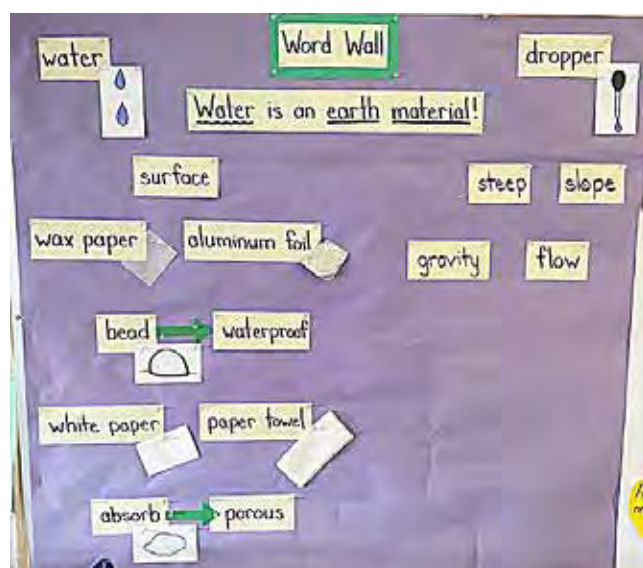 Word Wall
water
dropper
Water is an earth material!
surface
steep slope
wax paper aluminum foil
gravity flow
bead waterproof
white paper paper towel
absorb porous